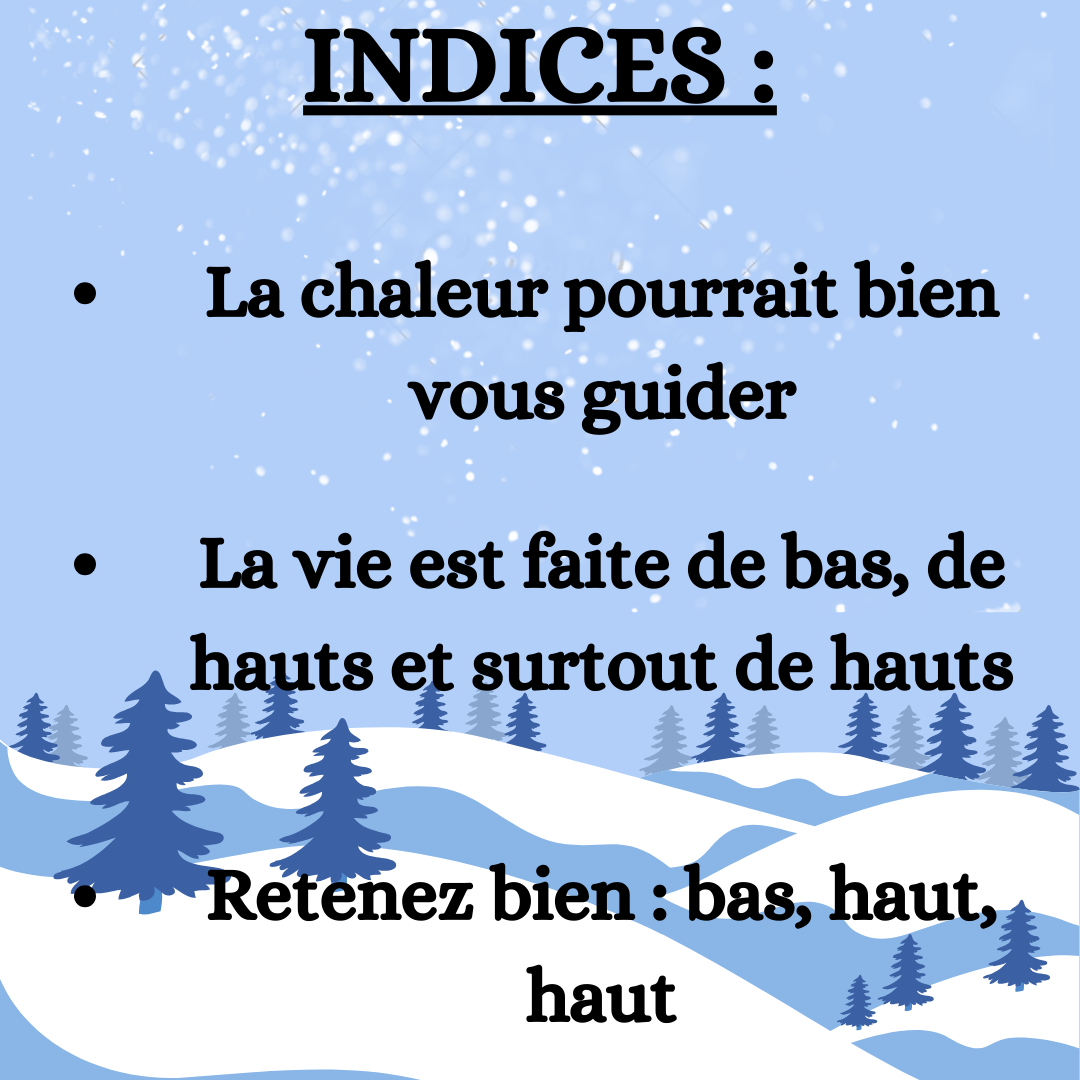 INDICES :
• La chaleur pourrait bien
vous guider
• La vie est faite de bas, de
hauts et surtout de hauts
• Retenez bien : bas, haut,
haut